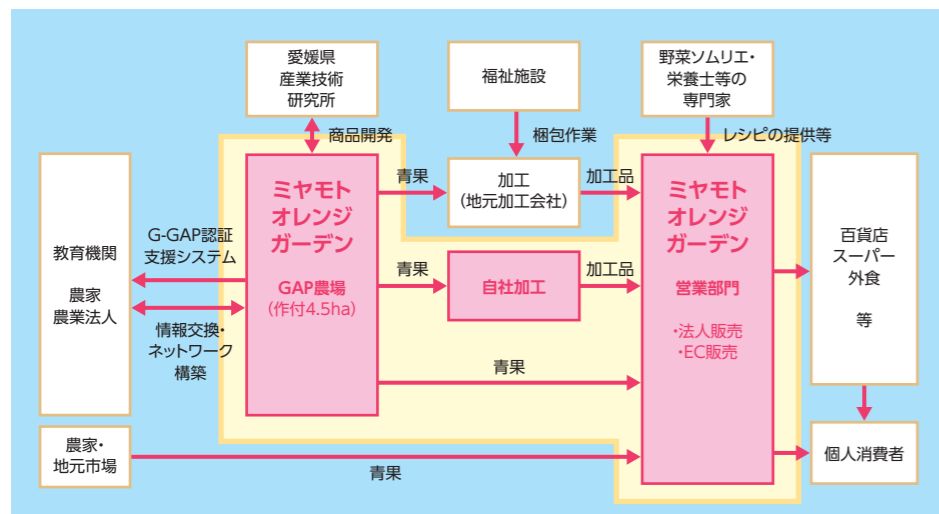 愛媛県
産業技術
研究所
福祉施設
野菜ソムリエ・
栄養士等の
専門家
商品開発
梱包作業
レシピの提供等
ミヤモト
オレンジ
ガーデン
GAP農場
(作付4.5ha)
青果
加工
(地元加工会社)
加工品
ミヤモト
オレンジ
ガーデン
営業部門
・法人販売
・EC販売
教育機関
農家
農業法人
G-GAP認証
支援システム
情報交換・
ネットワーク
構築
青果
自社加工
加工品
青果
百貨店
スーパー
外食
等
農家・
地元市場
青果
個人消費者